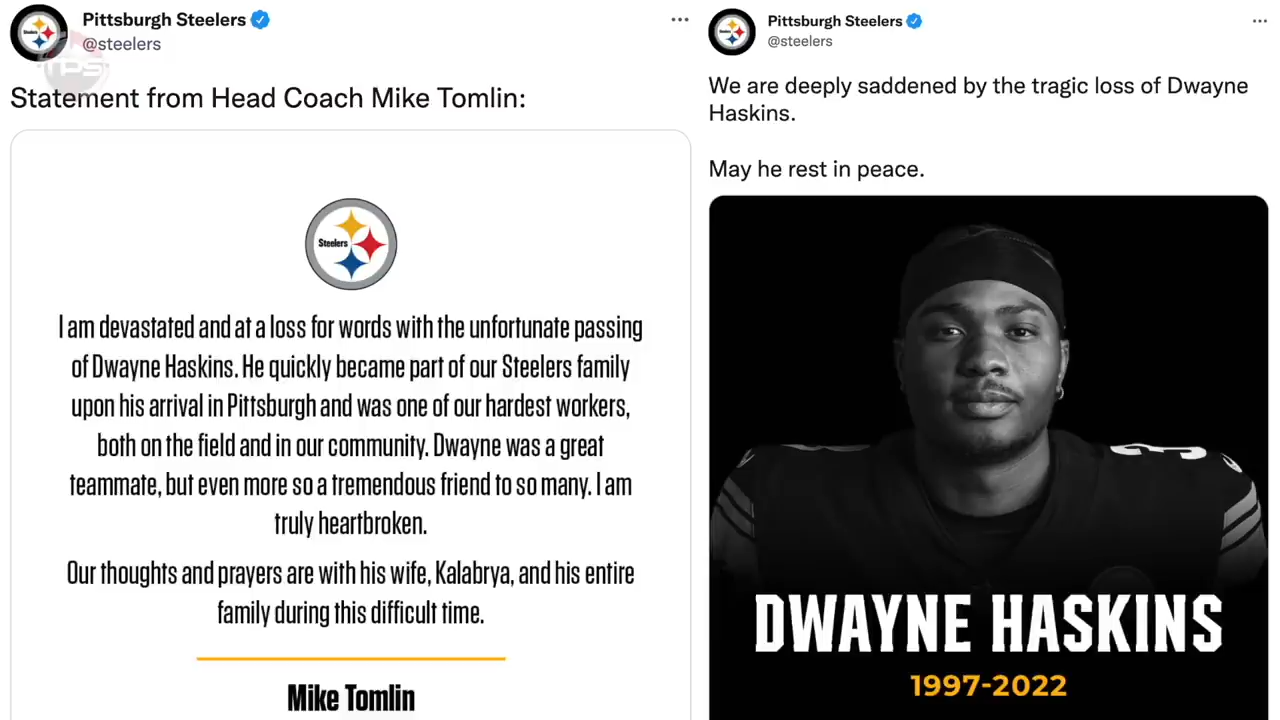 Pittsburgh Steelers
@steelers
Statement from Head Coach Mike Tomlin:
Steelers
I am devastated and at a loss for words with the unfortunate passing
of Dwayne Haskins. He quickly became part of our Steelers family
upon his arrival in Pittsburgh and was one of our hardest workers,
both on the field and in our community. Dwayne was a great
teammate, but even more so a tremendous friend to so many. I am
truly heartbroken.
Our thoughts and prayers are with his wife, Kalabrya, and his entire
family during this difficult time.
Mike Tomlin
Pittsburgh Steelers
@steelers
We are deeply saddened by the tragic loss of Dwayne
Haskins.
May he rest in peace.
3
DWAYNE HASKINS
1997-2022